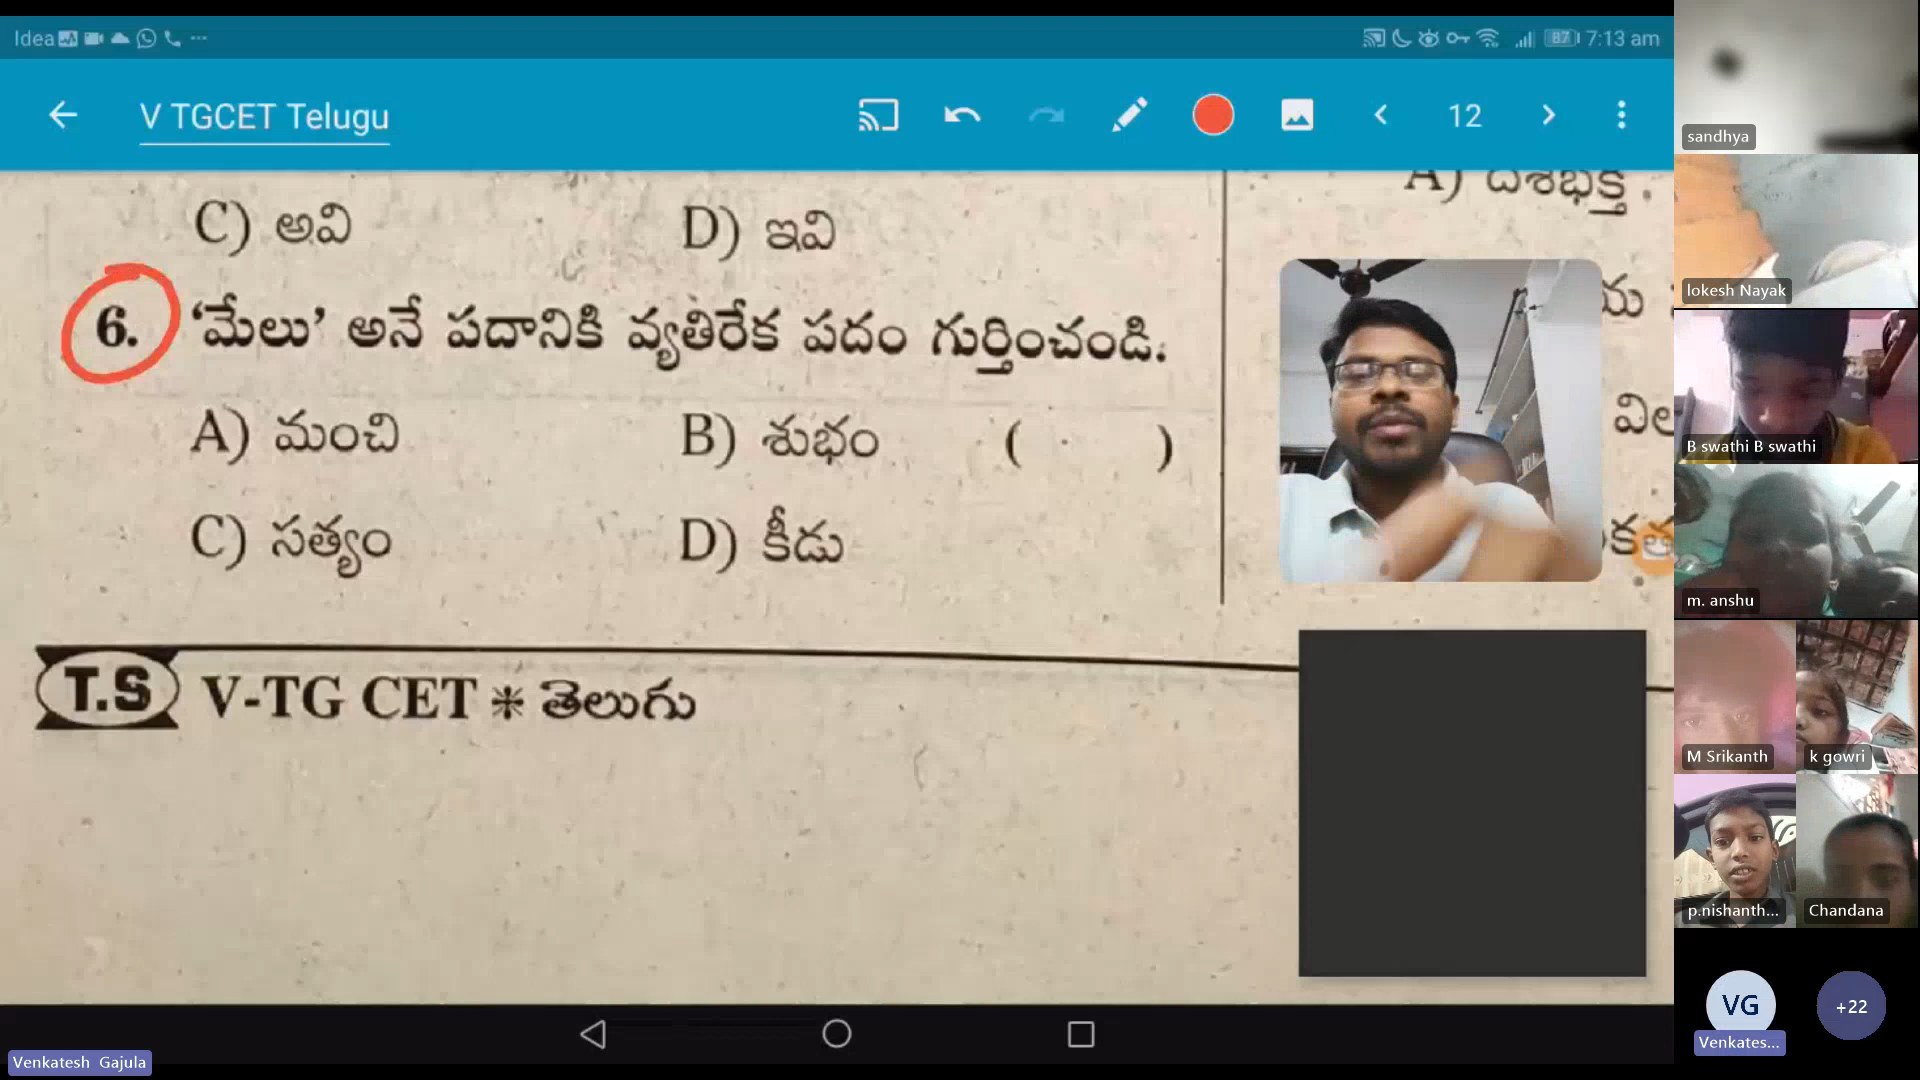 Idea 87 7:13 am
V TGCET Telugu 12
C) అవి D) ఇవి
6. ‘మేలు’ అనే పదానికి వ్యతిరేక పదం గుర్తించండి.
A) మంచి B) శుభం ( )
C) సత్యం D) కీడు
T.S V-TG CET * తెలుగు
A)
sandhya
lokesh Nayak
B swathi B swathi
m. anshu
M Srikanth
k gowri
p.nishanth...
Chandana
VG
+22
Venkates...
Venkatesh Gajula